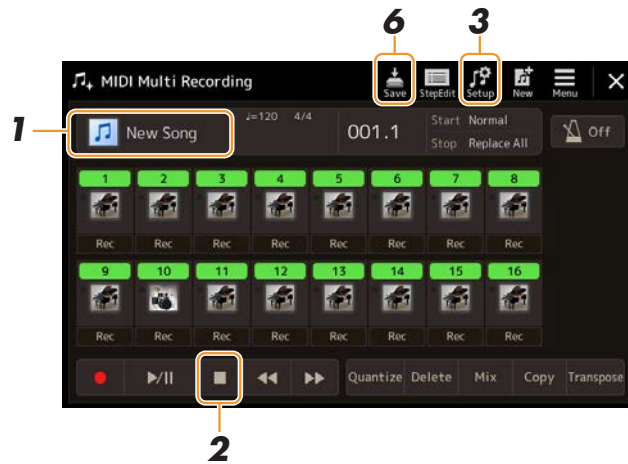 6 3
♫+ MIDI Multi Recording Save StepEdit Setup New Menu ×
1 New Song ♩=120 4/4 001.1 Start Normal Off
Stop Replace All
1 2 3 4 5 6 7 8
Rec Rec Rec Rec Rec Rec Rec Rec
9 10 11 12 13 14 15 16
Rec Rec Rec Rec Rec Rec Rec Rec
Quantize Delete Mix Copy Transpose
2